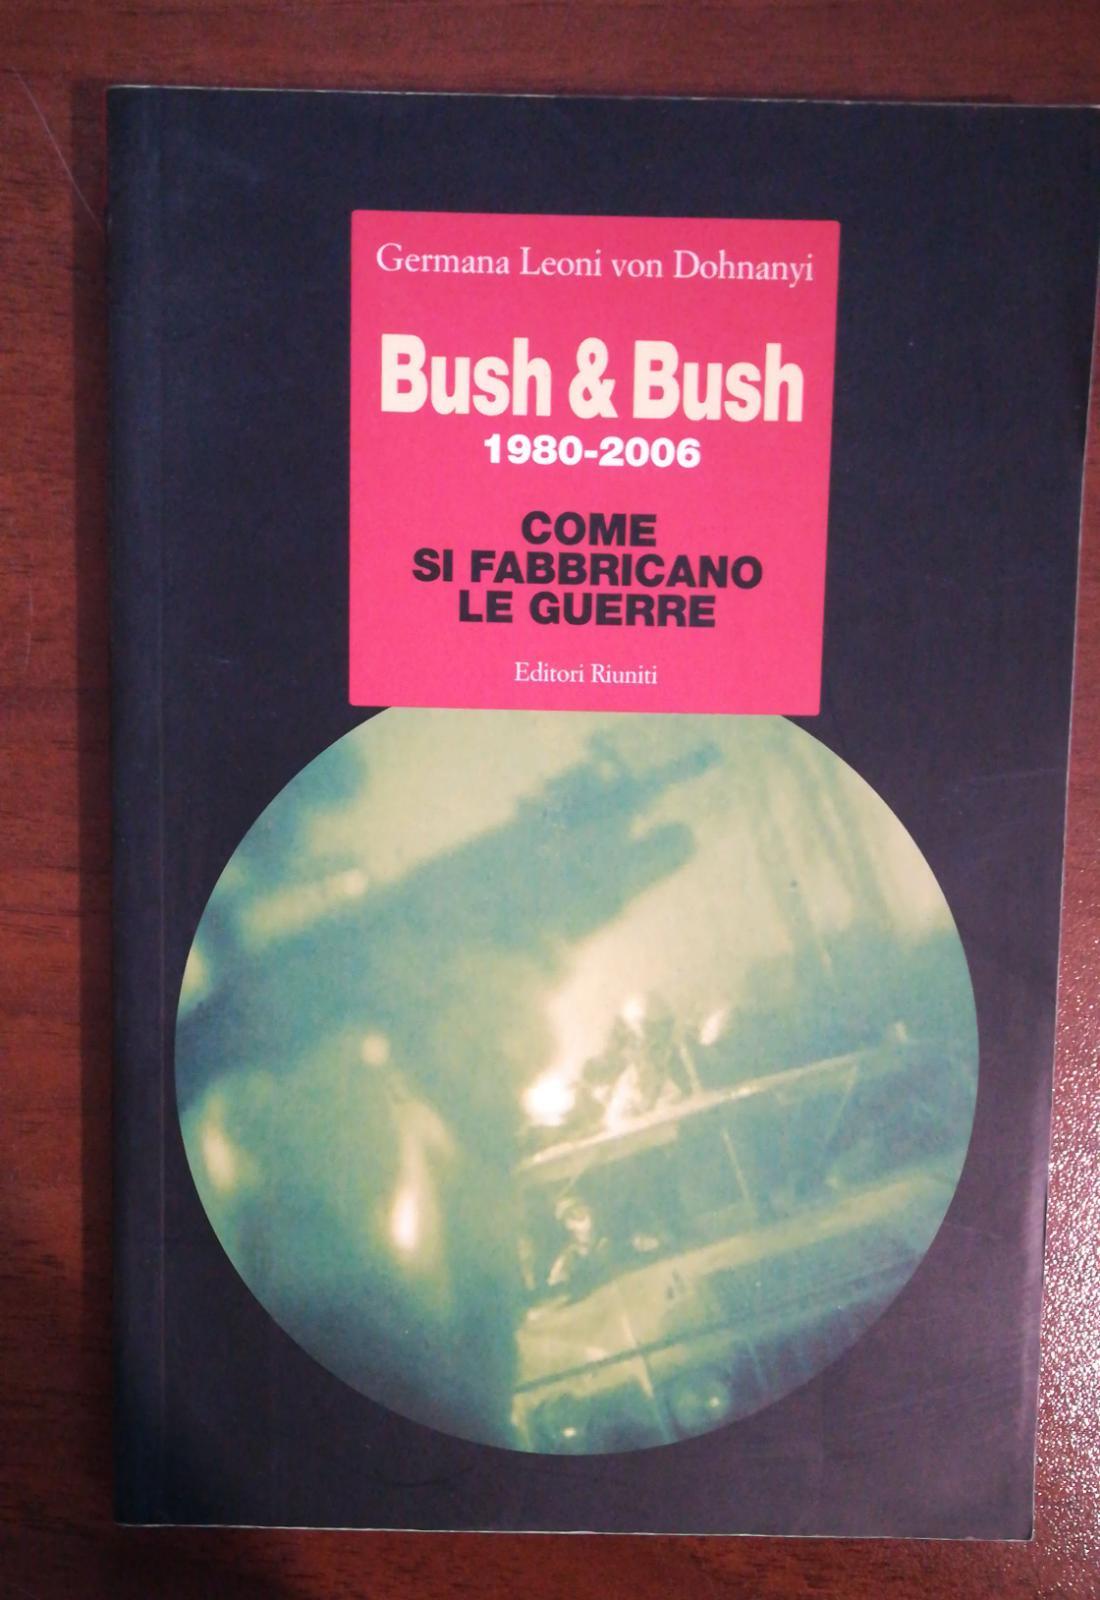 Germana Leoni von Dohnanyi
Bush & Bush
1980-2006
COME
SI FABBRICANO
LE GUERRE
Editori Riuniti